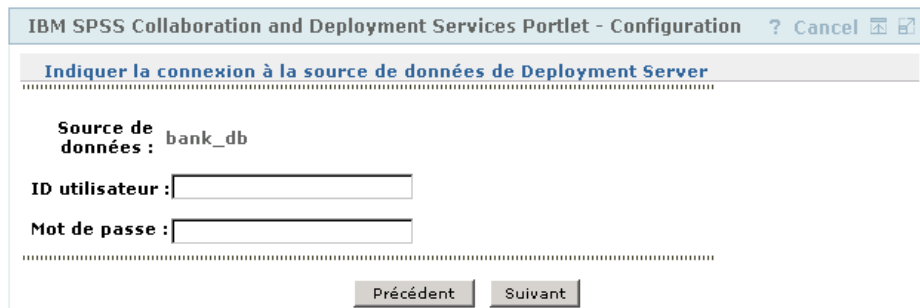 IBM SPSS Collaboration and Deployment Services Portlet - Configuration ? Cancel
Indiquer la connexion à la source de données de Deployment Server
Source de
données : bank_db
ID utilisateur :
Mot de passe :
Précédent Suivant